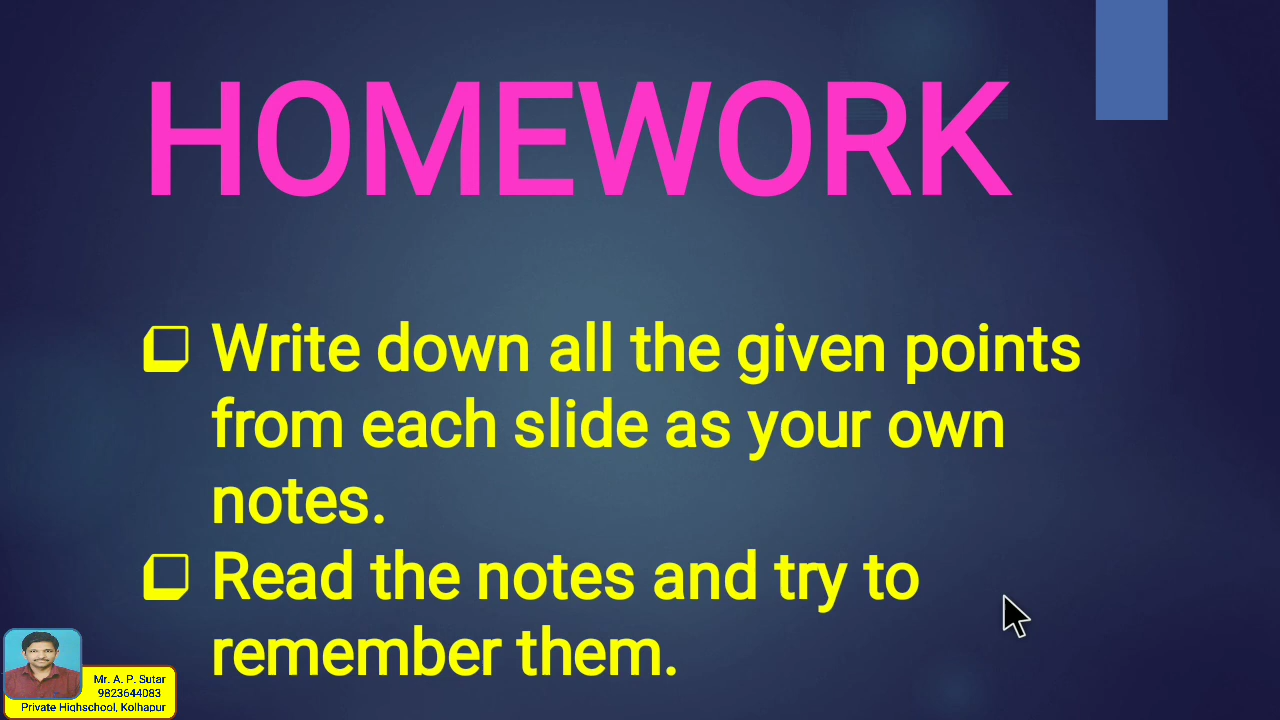 HOMEWORK
Write down all the given points
from each slide as your own
notes.
Read the notes and try to
remember them.
Mr. A. P. Sutar
9823644083
Private Highschool, Kolhapur